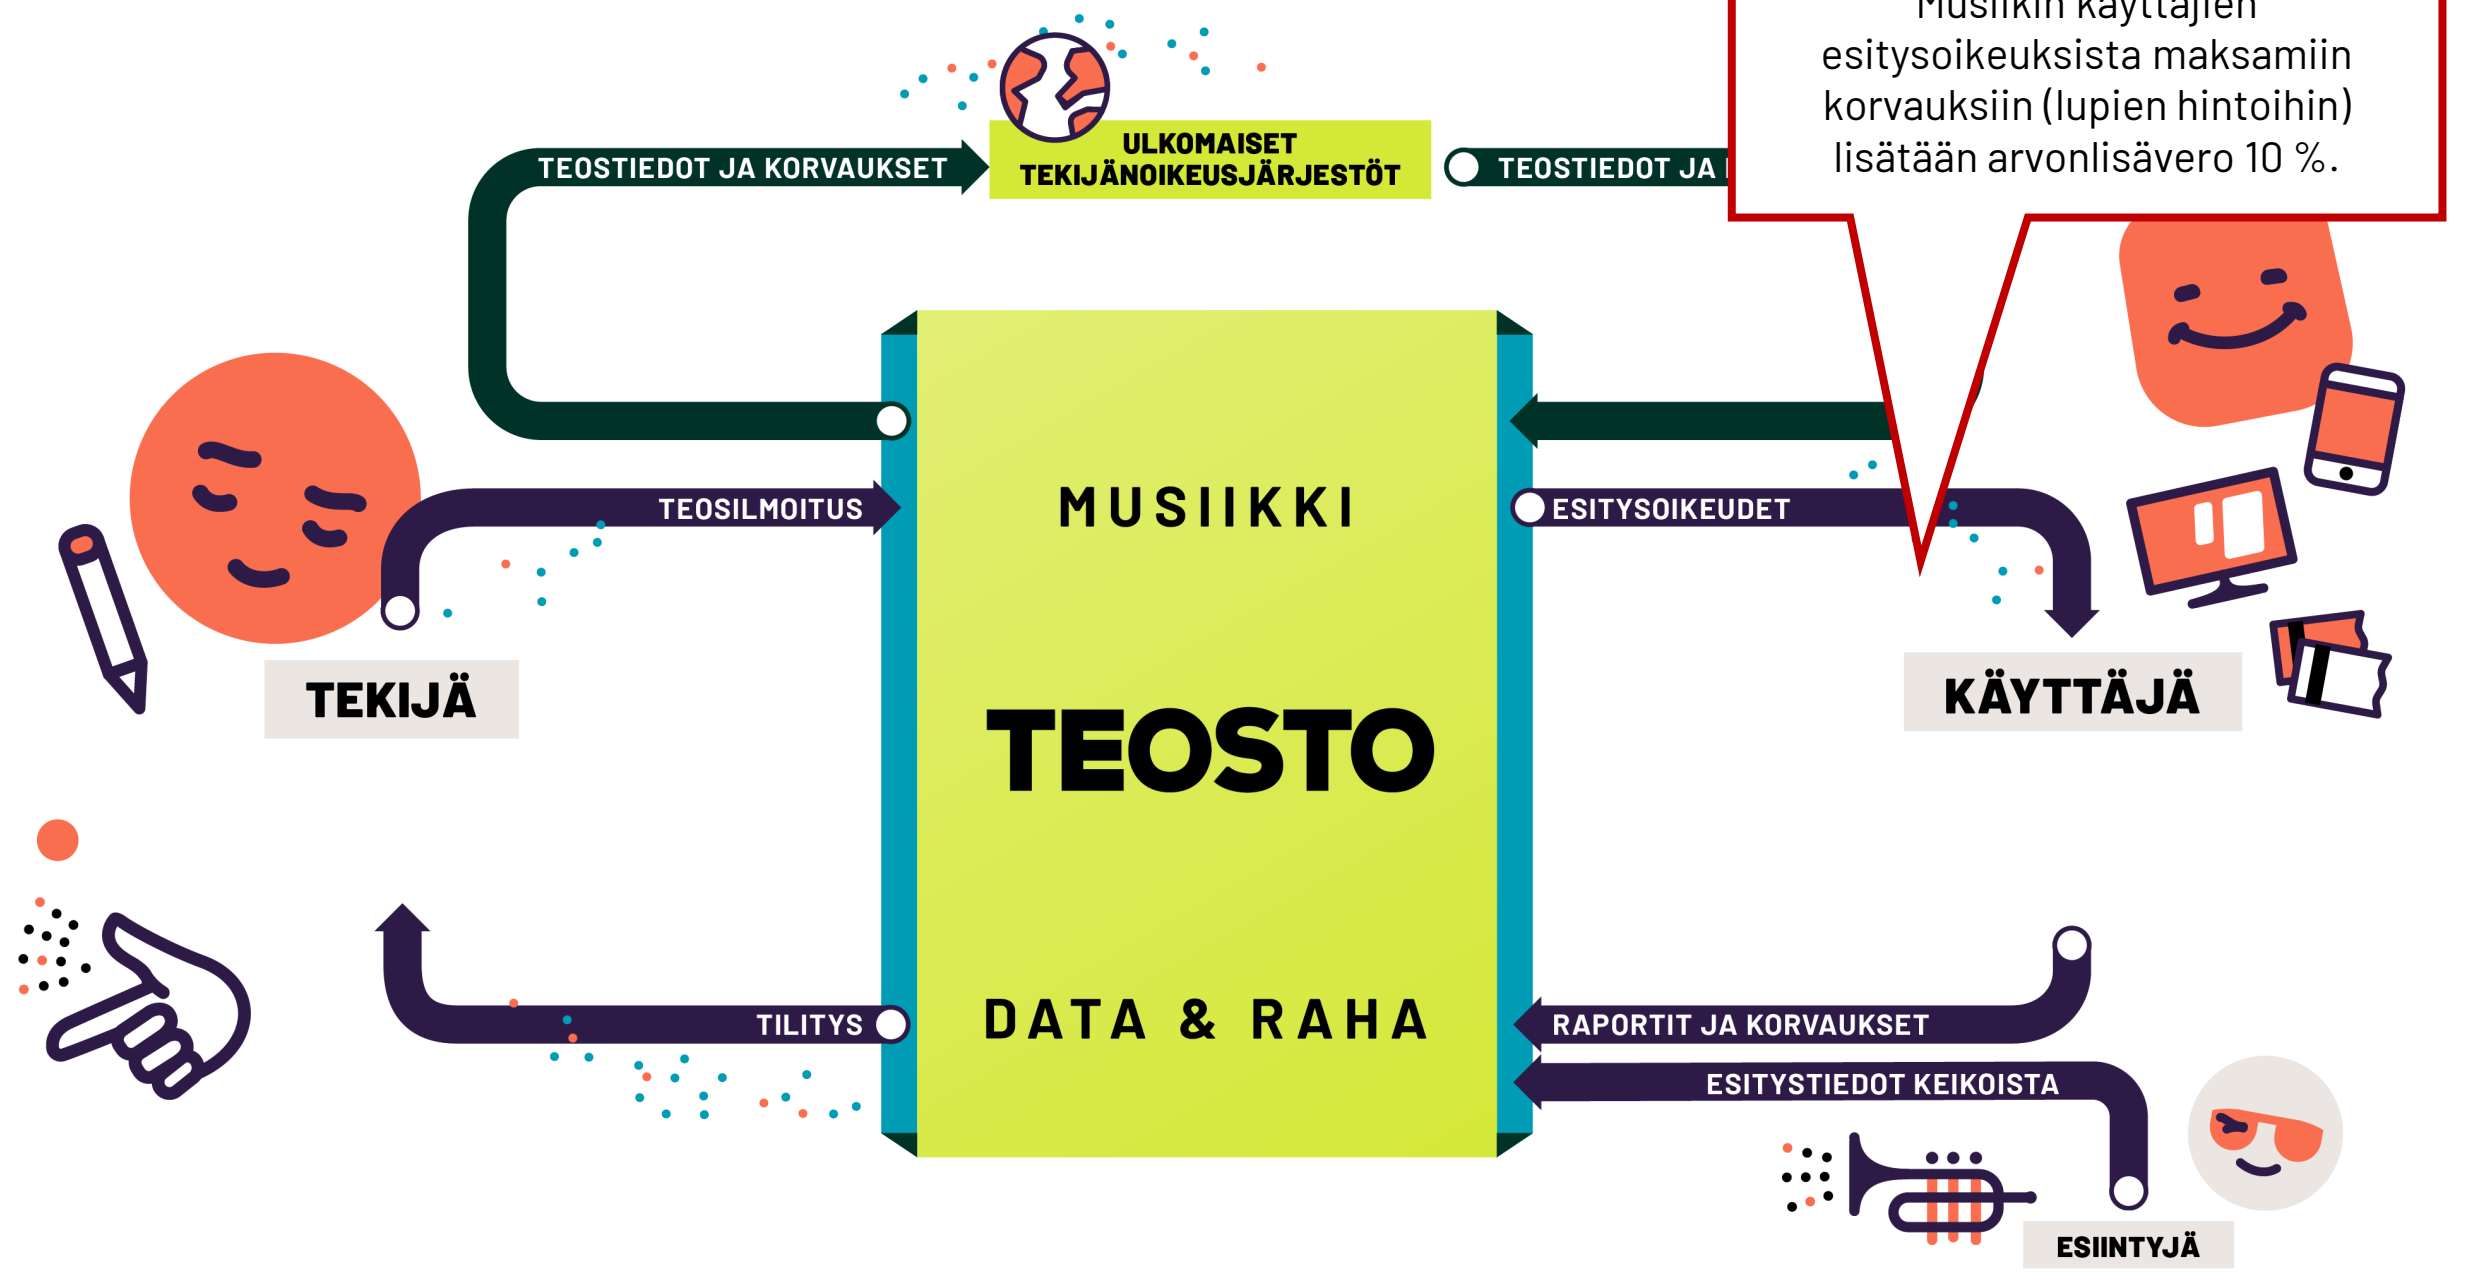 Musiikin käyttäjien
esitysoikeuksista maksamiin
korvauksiin (lupien hintoihin)
lisätään arvonlisävero 10 %.
ULKOMAISET
TEKIJÄNOIKEUSJÄRJESTÖT
TEOSTIEDOT JA KORVAUKSET
TEOSTIEDOT JA
MUSIIKKI
TEOSILMOITUS
ESITYSOIKEUDET
TEKIJÄ
KÄYTTÄJÄ
TEOSTO
DATA & RAHA
TILITYS
RAPORTIT JA KORVAUKSET
ESITYSTIEDOT KEIKOISTA
ESIINTYJÄ